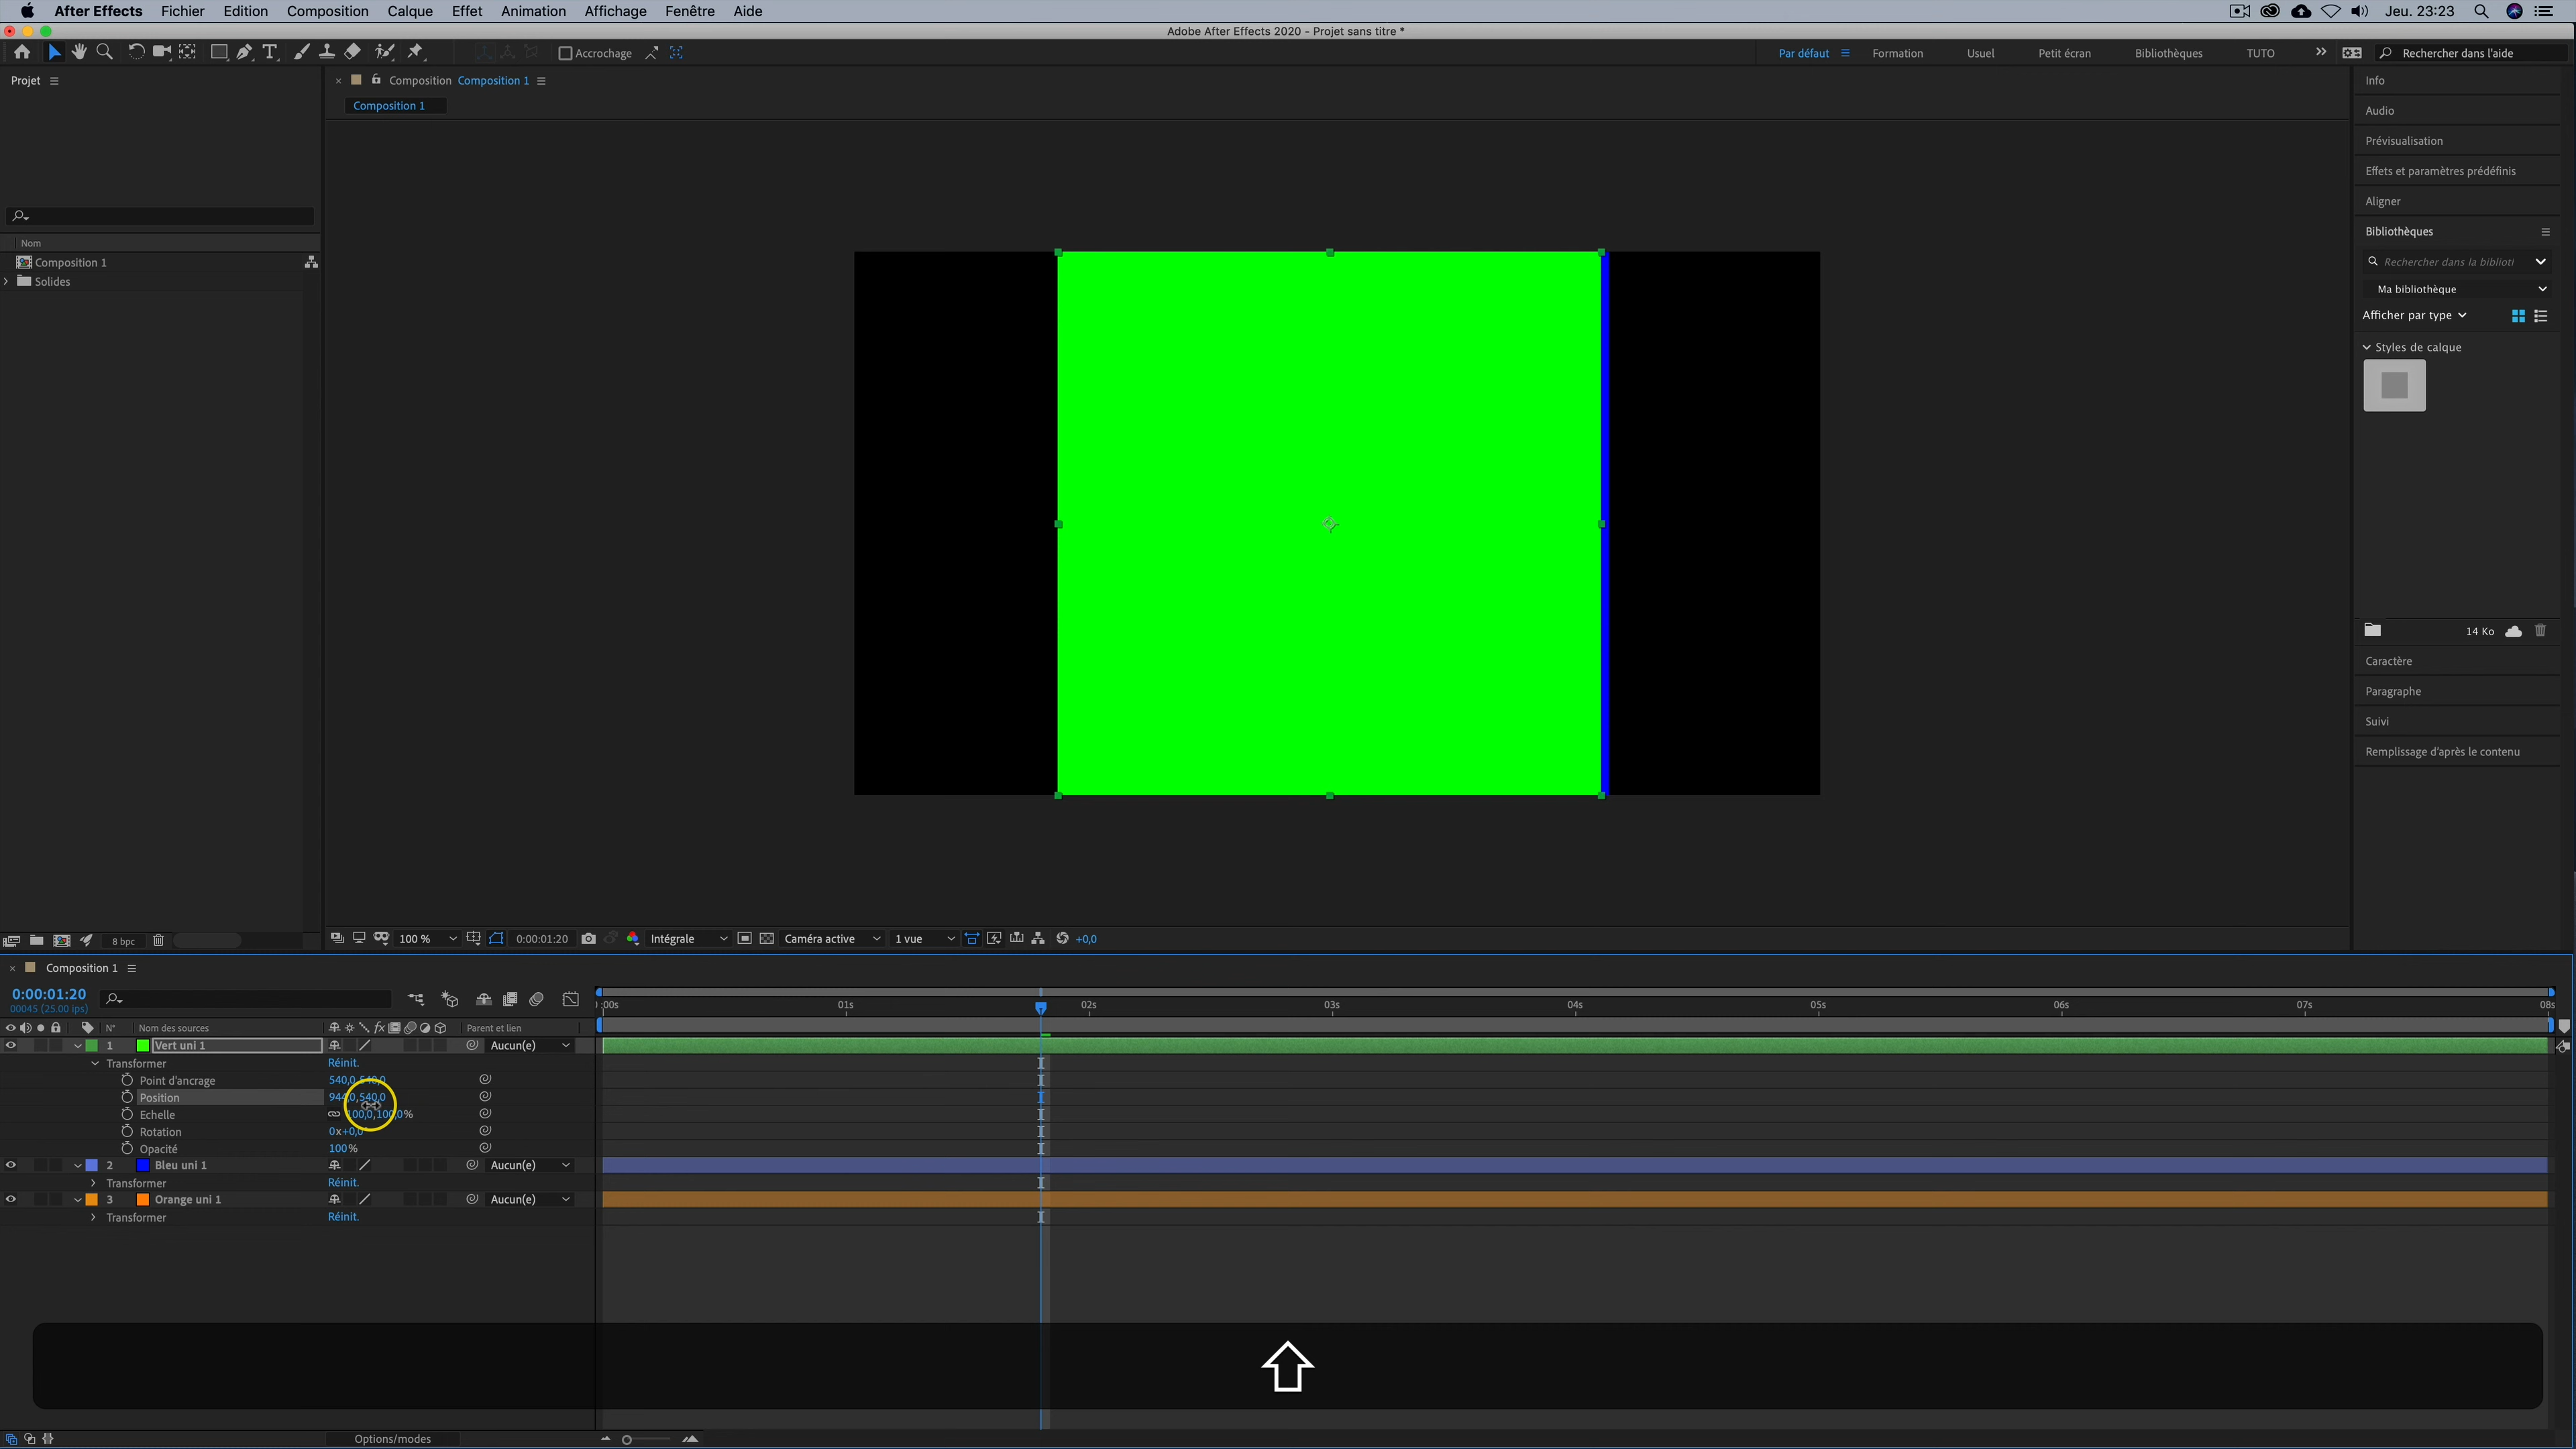 After Effects Fichier Edition Composition Calque Effet Animation Affichage Fenêtre Aide Jeu. 23:23
Adobe After Effects 2020 - Projet sans titre *
Accrochage Par défaut Formation Usuel Petit écran Bibliothèques TUTO Rechercher dans l'aide
Projet
Composition Composition 1
Composition 1
Nom
Composition 1
Solides
Info
Audio
Prévisualisation
Effets et paramètres prédéfinis
Aligner
Bibliothèques
Rechercher dans la bibliotl
Ma bibliothèque
Afficher par type
Styles de calque
14 Ko
Caractère
Paragraphe
Suivi
Remplissage d'après le contenu
8 bpc
100 % 0:00:01:20 Intégrale Caméra active 1 vue +0,0
Composition 1
0:00:01:20
00045 (25.00 ips)
:00s 01s 02s 03s 04s 05s 06s 07s 08s
N° Nom des sources Parent et lien
1 Vert uni 1 Aucun(e)
Transformer Réinit.
Point d'ancrage 540,0,540,0
Position 944,0,540,0
Echelle 100,0,100,0%
Rotation 0x+0,0
Opacité 100%
2 Bleu uni 1 Aucun(e)
Transformer Réinit.
3 Orange uni 1 Aucun(e)
Transformer Réinit.
Options/modes